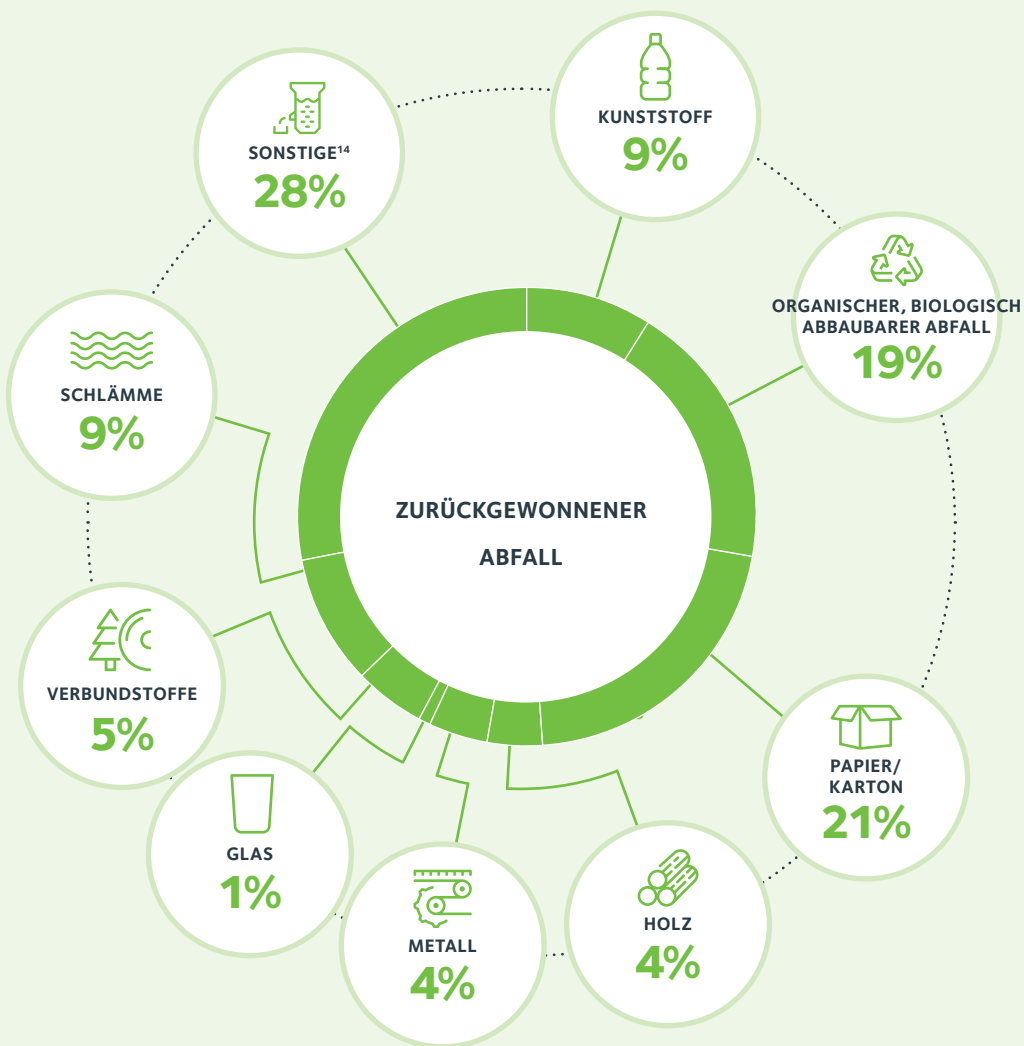 KUNSTSTOFF
9%
SONSTIGE¹⁴
28%
ORGANISCHER, BIOLOGISCH
ABBAUBARER ABFALL
19%
SCHLÄMME
9%
ZURÜCKGEWONNENER
ABFALL
VERBUNDSTOFFE
5%
PAPIER/
KARTON
21%
GLAS
1%
METALL
4%
HOLZ
4%